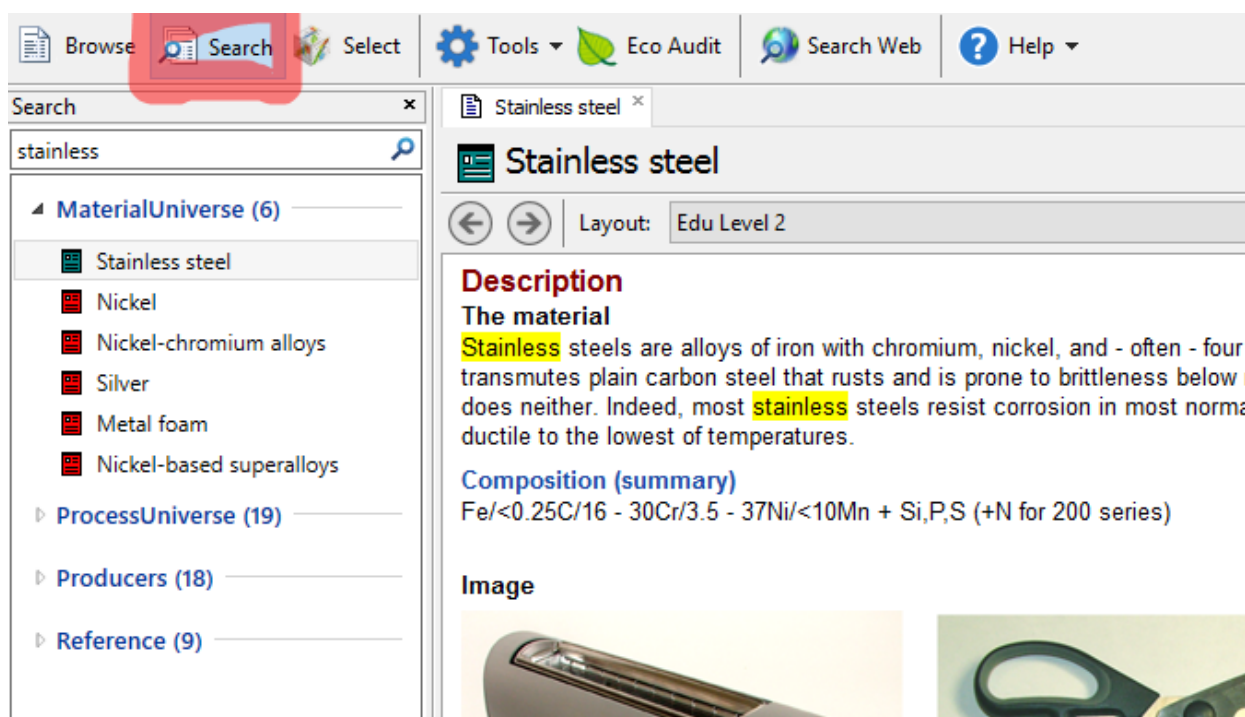 Browse Search Select Tools Eco Audit Search Web Help
Search
stainless
MaterialUniverse (6)
Stainless steel
Nickel
Nickel-chromium alloys
Silver
Metal foam
Nickel-based superalloys
ProcessUniverse (19)
Producers (18)
Reference (9)
Stainless steel
Stainless steel
Layout: Edu Level 2
Description
The material
Stainless steels are alloys of iron with chromium, nickel, and - often - four
transmutes plain carbon steel that rusts and is prone to brittleness below
does neither. Indeed, most stainless steels resist corrosion in most norma
ductile to the lowest of temperatures.
Composition (summary)
Fe/<0.25C/16 - 30Cr/3.5 - 37Ni/<10Mn + Si,P,S (+N for 200 series)
Image